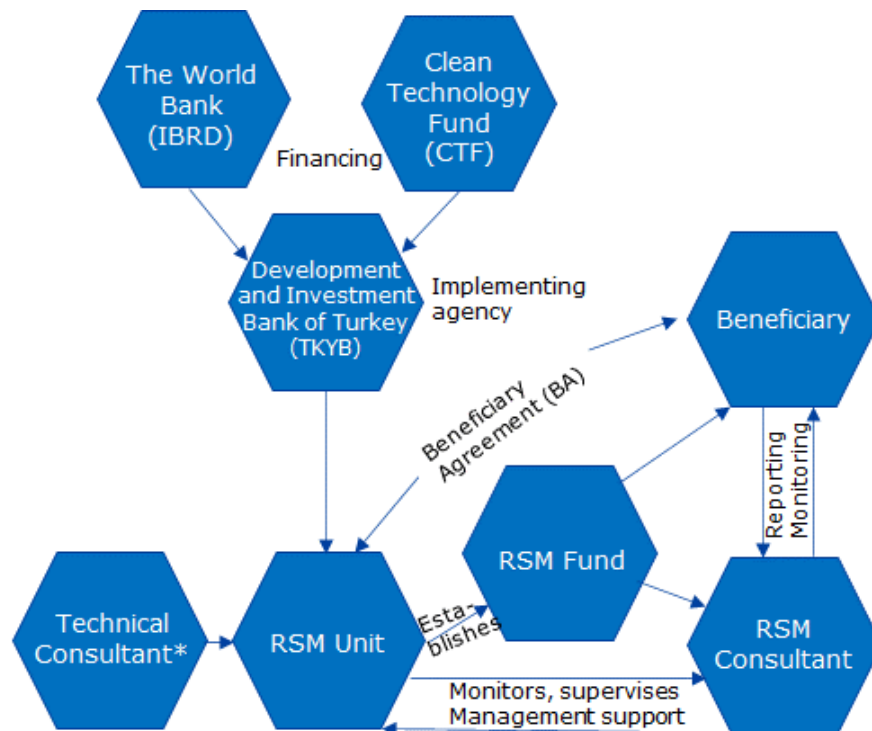 The World
Bank
(IBRD)
Clean
Technology
Fund
(CTF)
Financing
Development
and Investment
Bank of Turkey
(TKYB)
Implementing
agency
Beneficiary
Beneficiary
Agreement (BA)
Reporting
Monitoring
RSM Fund
Technical
Consultant*
RSM Unit
Esta-
blishes
RSM
Consultant
Monitors, supervises
Management support